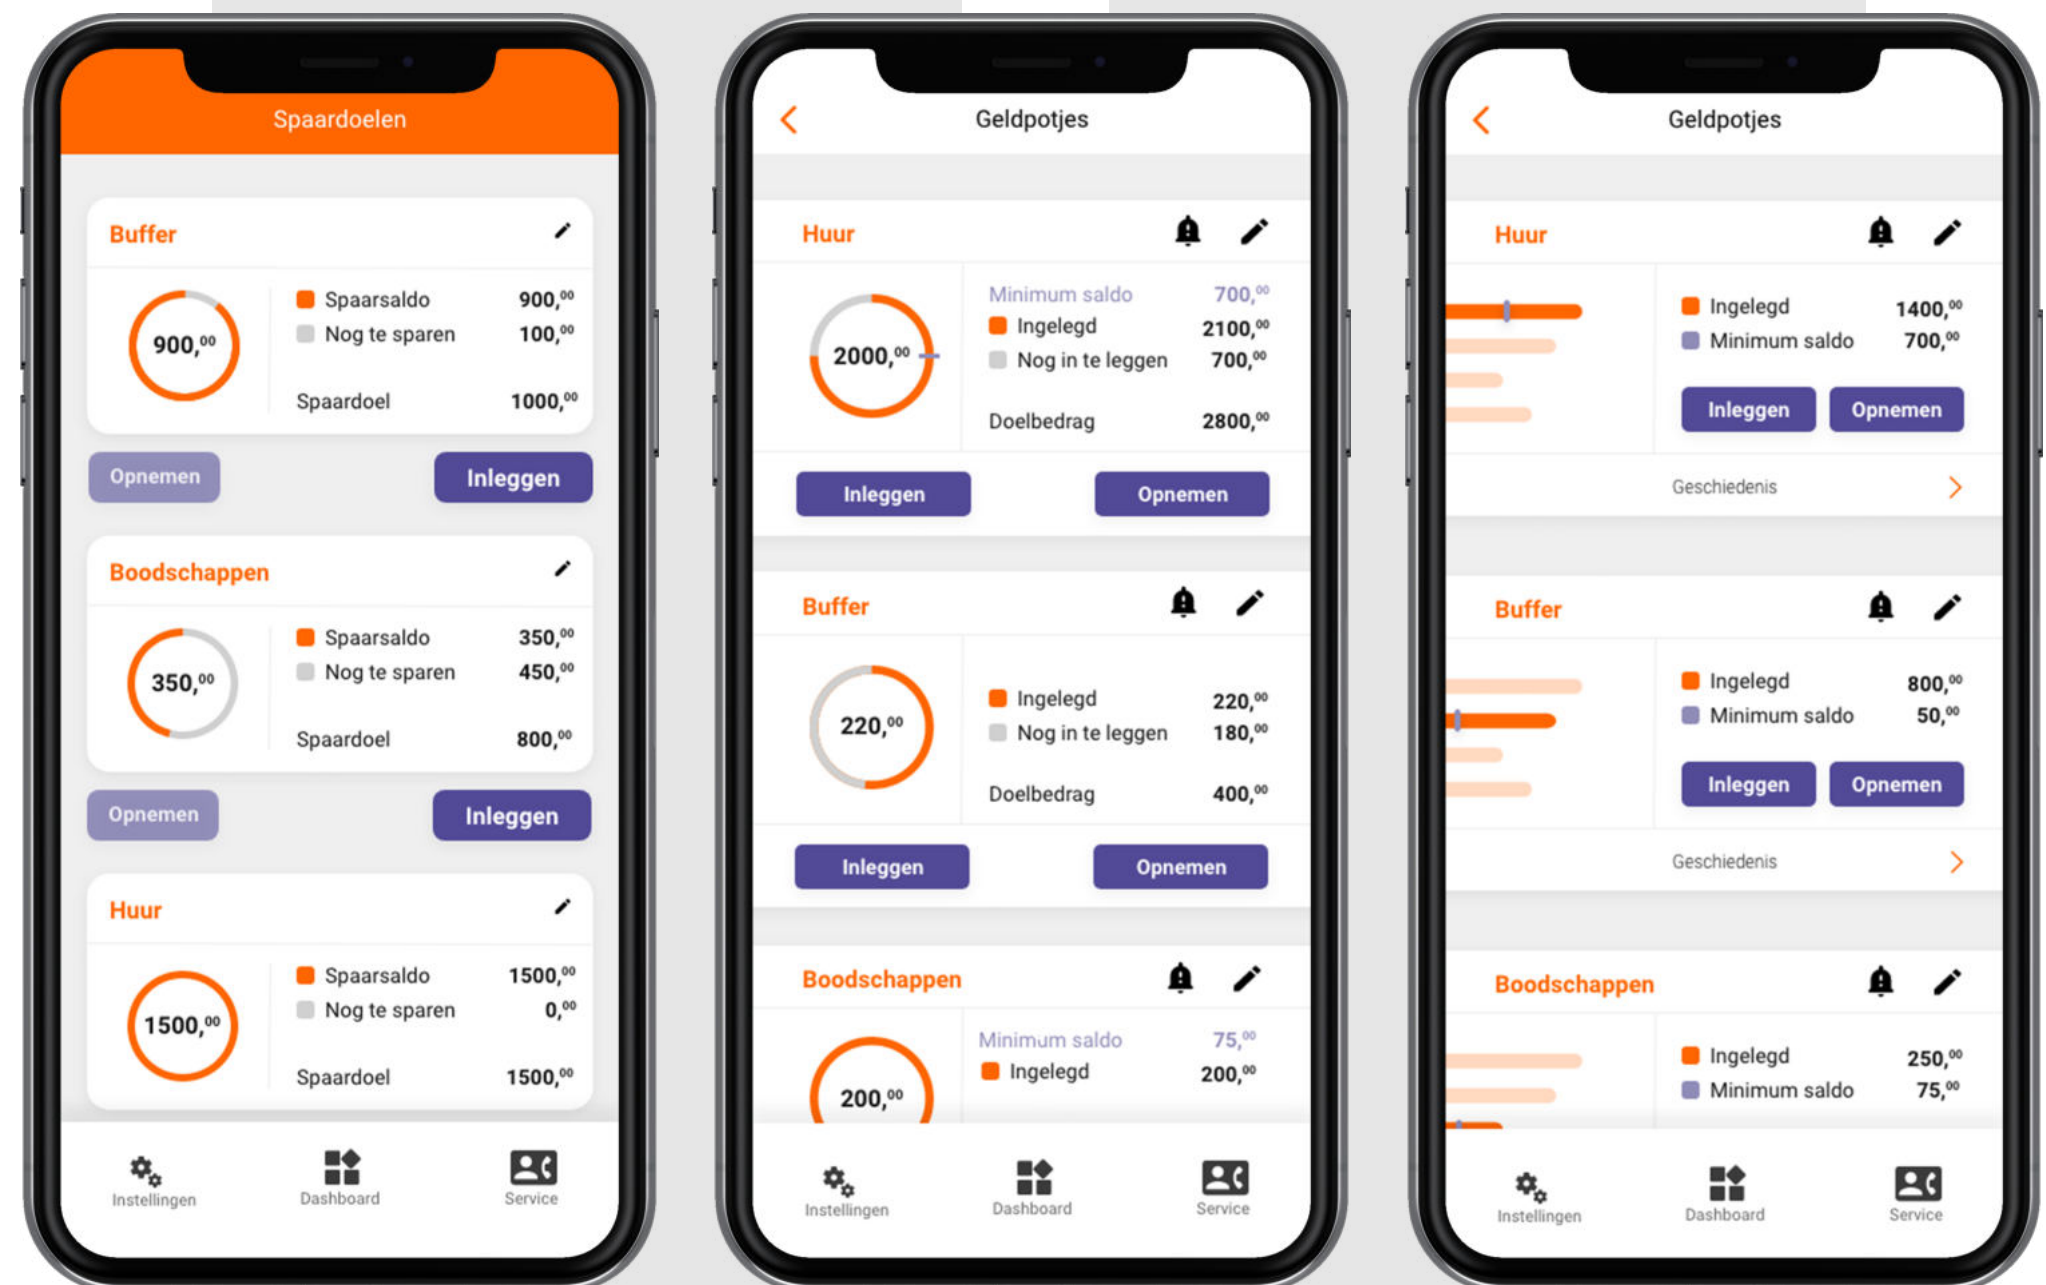 Spaardoelen
Buffer
900,00
Spaarsaldo 900,00
Nog te sparen 100,00
Spaardoel 1000,00
Opnemen Inleggen
Boodschappen
350,00
Spaarsaldo 350,00
Nog te sparen 450,00
Spaardoel 800,00
Opnemen Inleggen
Huur
1500,00
Spaarsaldo 1500,00
Nog te sparen 0,00
Spaardoel 1500,00
Instellingen Dashboard Service
Geldpotjes
Huur
2000,00
Minimum saldo 700,00
Ingelegd 2100,00
Nog in te leggen 700,00
Doelbedrag 2800,00
Inleggen Opnemen
Buffer
220,00
Ingelegd 220,00
Nog in te leggen 180,00
Doelbedrag 400,00
Inleggen Opnemen
Boodschappen
Minimum saldo 75,00
Ingelegd 200,00
200,00
Instellingen Dashboard Service
Geldpotjes
Huur
Ingelegd 1400,00
Minimum saldo 700,00
Inleggen Opnemen
Geschiedenis
Buffer
Ingelegd 800,00
Minimum saldo 50,00
Inleggen Opnemen
Geschiedenis
Boodschappen
Ingelegd 250,00
Minimum saldo 75,00
Instellingen Dashboard Service